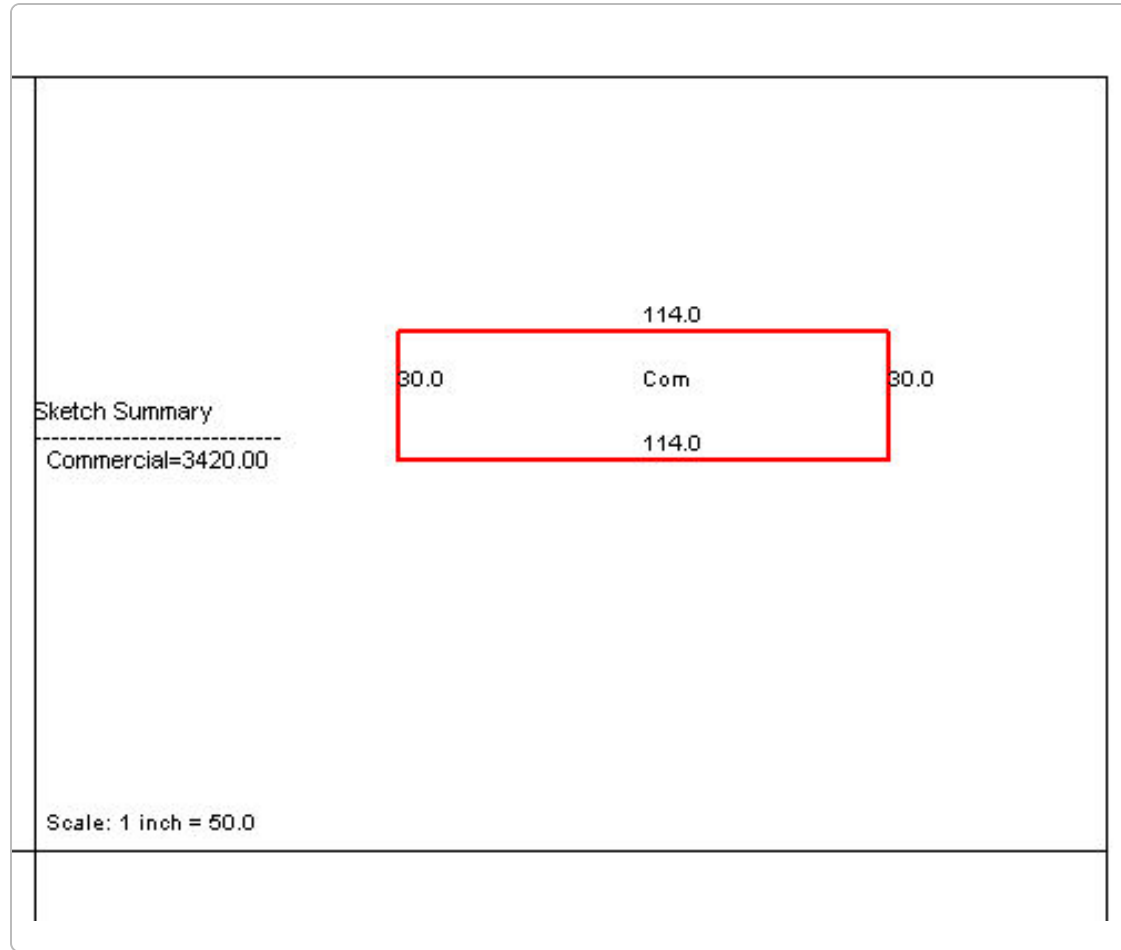 114.0
30.0 Com 30.0
Sketch Summary
---------------------------
114.0
Commercial=3420.00
Scale: 1 inch = 50.0